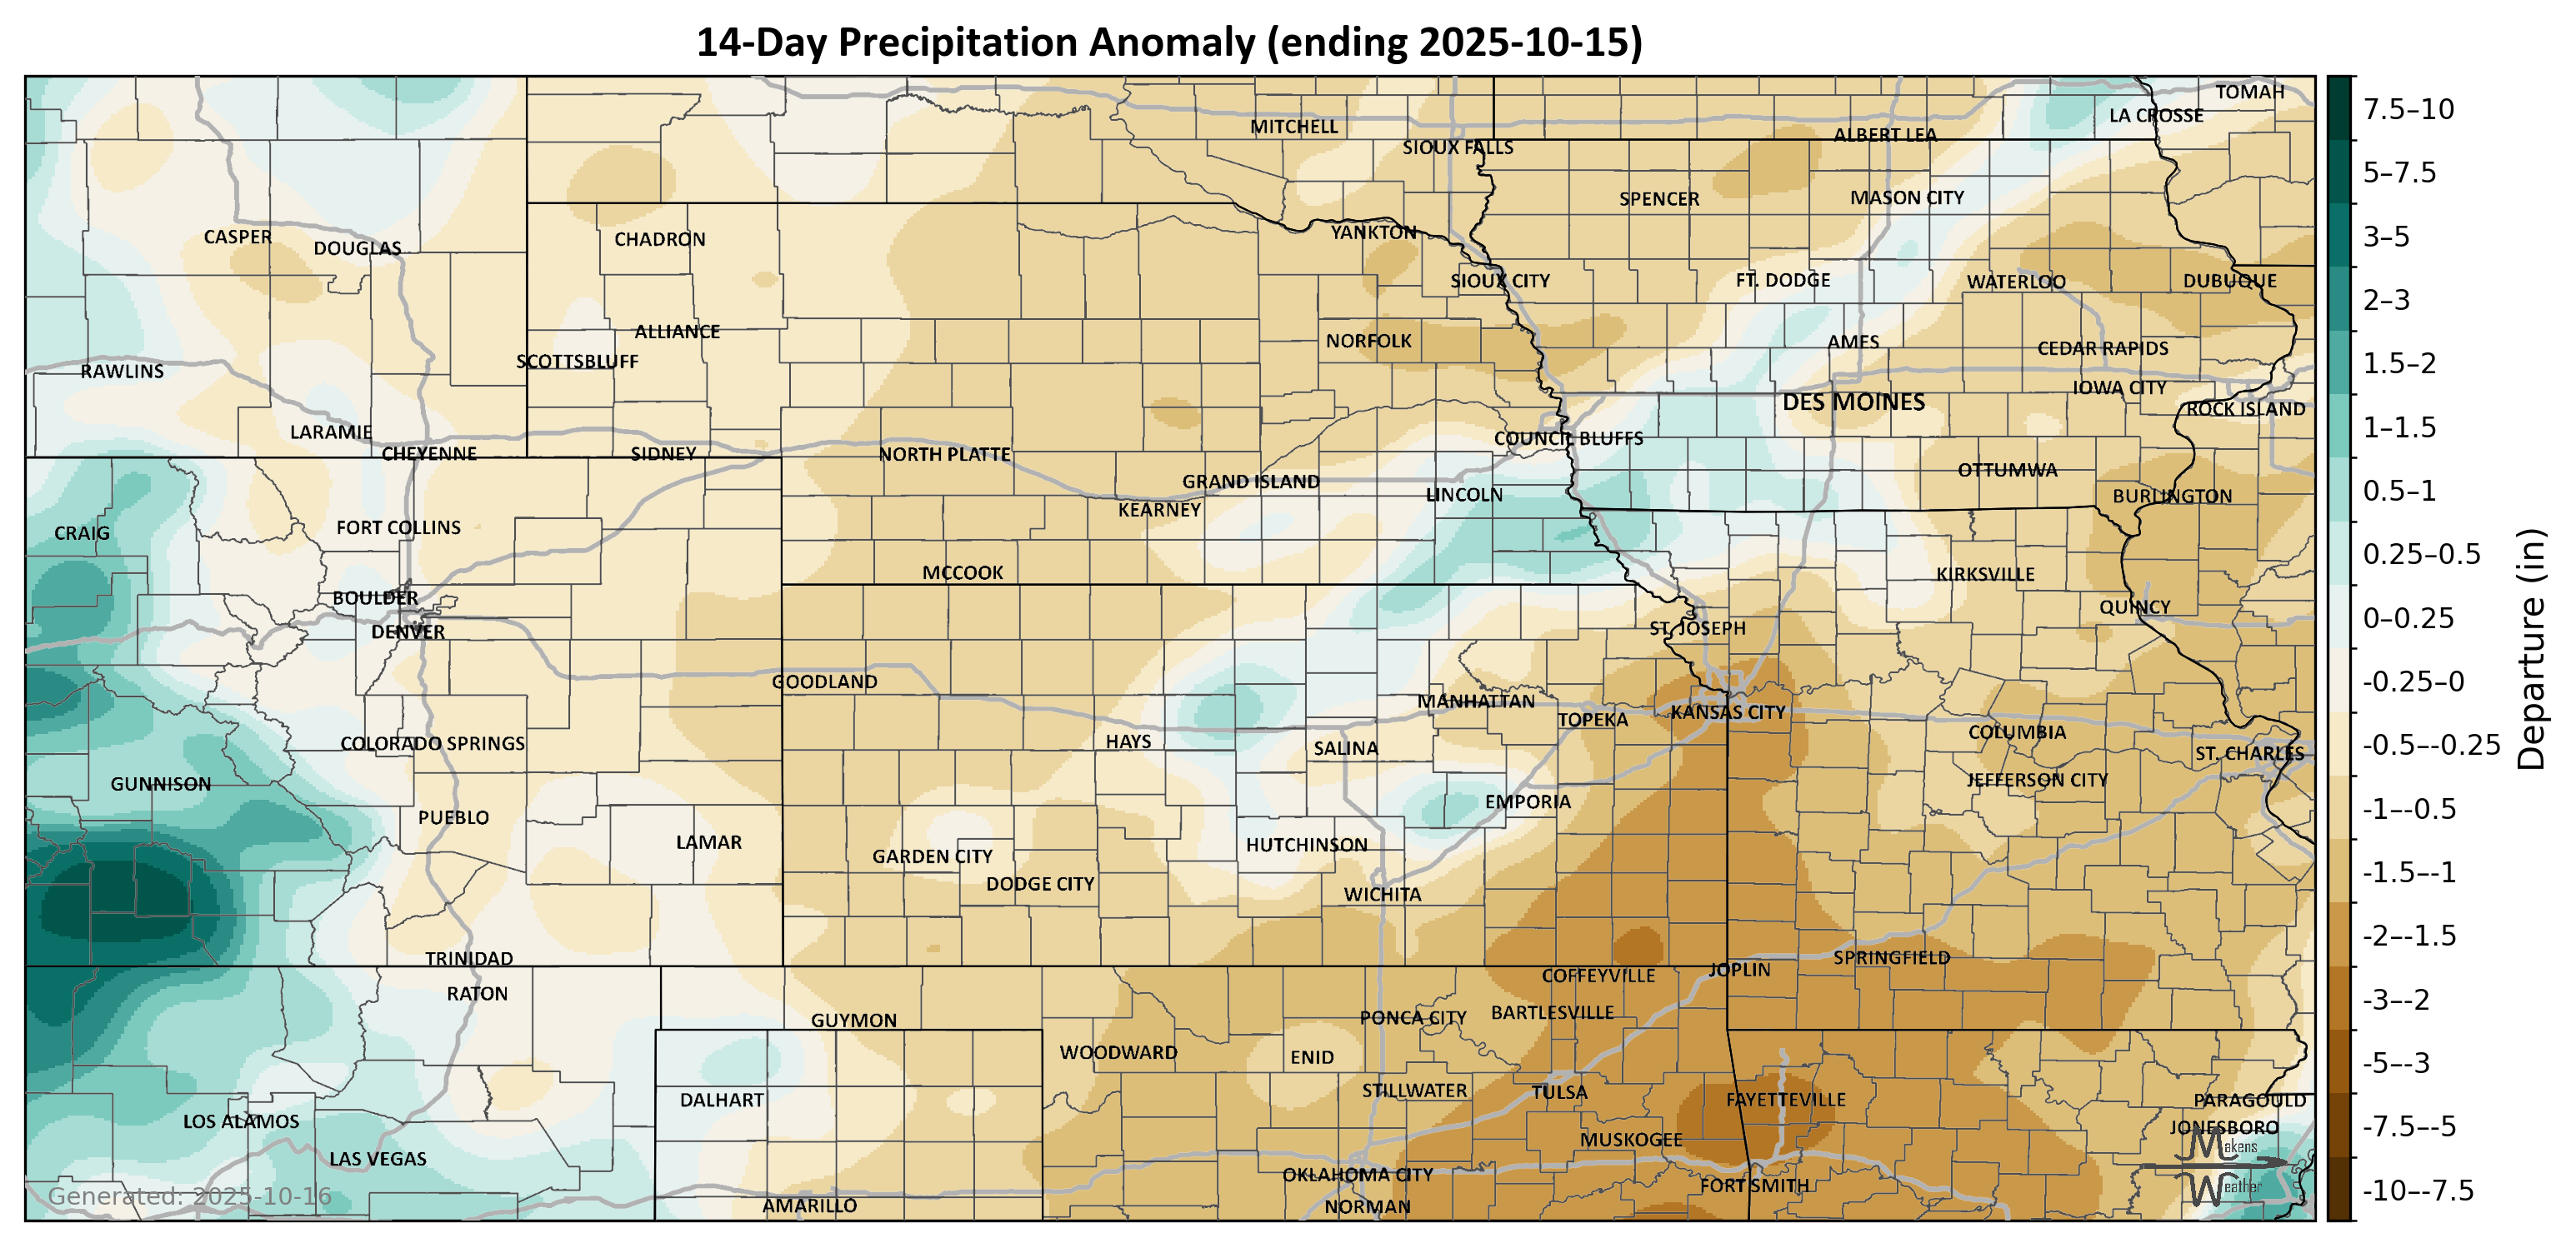 14-Day Precipitation Anomaly (ending 2025-10-15)
TOMAH
LA CROSSE
MITCHELL
ALBERT LEA
SIOUX FALLS
SPENCER
MASON CITY
YANKTON
CASPER
CHADRON
DOUGLAS
SIOUX CITY
FT. DODGE
WATERLOO
DUBUQUE
ALLIANCE
NORFOLK
AMES
CEDAR RAPIDS
SCOTTSBLUFF
RAWLINS
IOWA CITY
DES MOINES
ROCK ISLAND
LARAMIE
COUNCIL BLUFFS
CHEYENNE
SIDNEY
NORTH PLATTE
OTTUMWA
GRAND ISLAND
LINCOLN
BURLINGTON
KEARNEY
FORT COLLINS
CRAIG
MCCOOK
KIRKSVILLE
BOULDER
QUINCY
DENVER
ST. JOSEPH
GOODLAND
MANHATTAN
KANSAS CITY
TOPEKA
COLUMBIA
COLORADO SPRINGS
HAYS
SALINA
ST. CHARLES
GUNNISON
JEFFERSON CITY
EMPORIA
PUEBLO
LAMAR
HUTCHINSON
GARDEN CITY
DODGE CITY
WICHITA
TRINIDAD
SPRINGFIELD
JOPLIN
COFFEYVILLE
RATON
BARTLESVILLE
GUYMON
PONCA CITY
WOODWARD
ENID
STILLWATER
TULSA
DALHART
FAYETTEVILLE
PARAGOULD
LOS ALAMOS
JONESBORO
MUSKOGEE
LAS VEGAS
OKLAHOMA CITY
FORT SMITH
AMARILLO
NORMAN
Makens
Weather
Generated: 2025-10-16
7.5–10
5–7.5
3–5
2–3
1.5–2
1–1.5
0.5–1
0.25–0.5
0–0.25
-0.25–0
-0.5–-0.25
-1–-0.5
-1.5–-1
-2–-1.5
-3–-2
-5–-3
-7.5–-5
-10–-7.5
Departure (in)